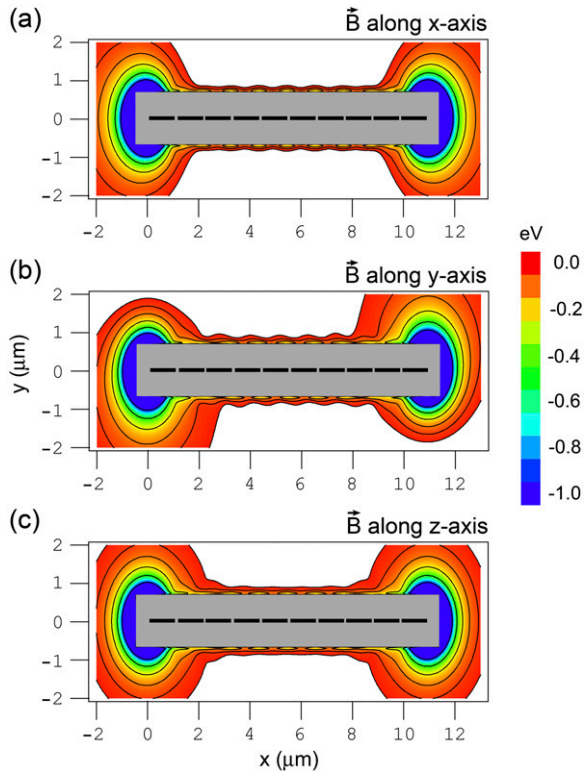 (a)
B⃗ along x-axis
2
1
0
-1
-2
-2 0 2 4 6 8 10 12
(b)
B⃗ along y-axis
2
1
0
-1
-2
-2 0 2 4 6 8 10 12
y (μm)
eV
0.0
-0.2
-0.4
-0.6
-0.8
-1.0
(c)
B⃗ along z-axis
2
1
0
-1
-2
-2 0 2 4 6 8 10 12
x (μm)